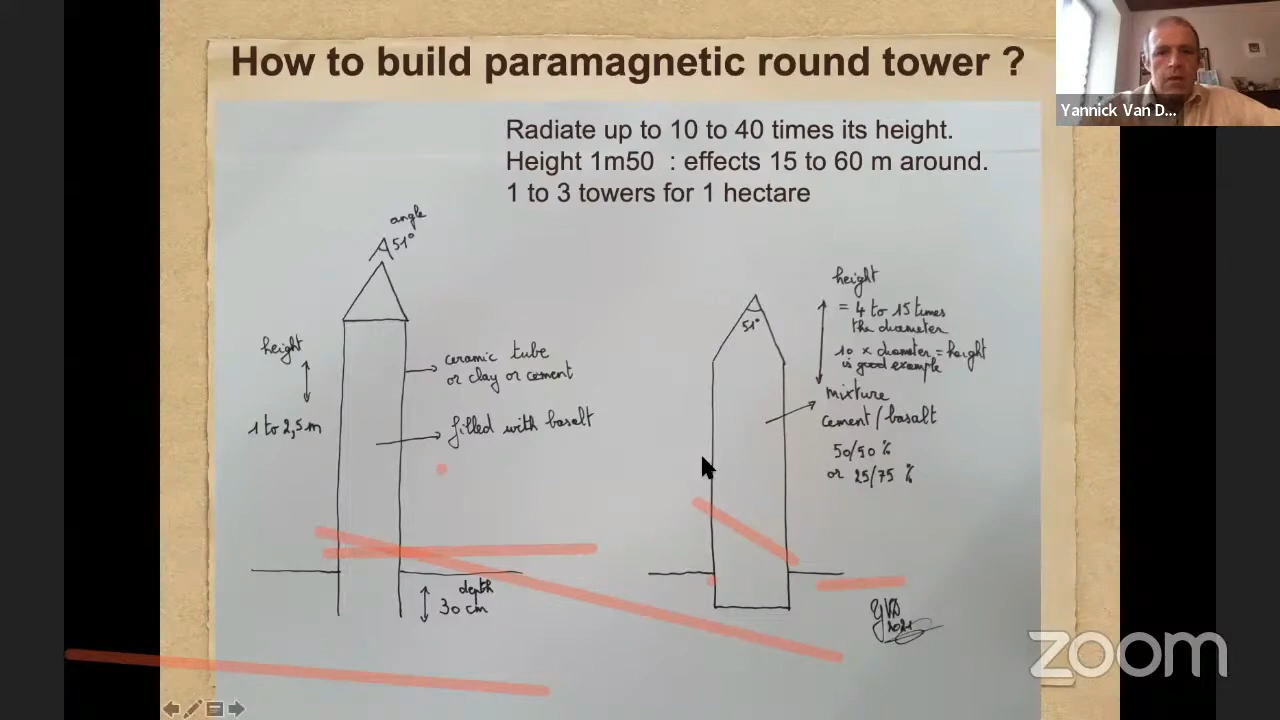 How to build paramagnetic round tower ?
Yannick Van D...
Radiate up to 10 to 40 times its height.
Height 1m50 : effects 15 to 60 m around.
1 to 3 towers for 1 hectare
angle
51°
height
1 to 2,5m
ceramic tube
or clay or cement
filled with basalt
depth
30 cm
51°
height
= 4 to 15 times
the diameter
10 x diameter = height
is good example
mixture
cement/basalt
50/50 %
or 25/75 %
YVD
2021
zoom